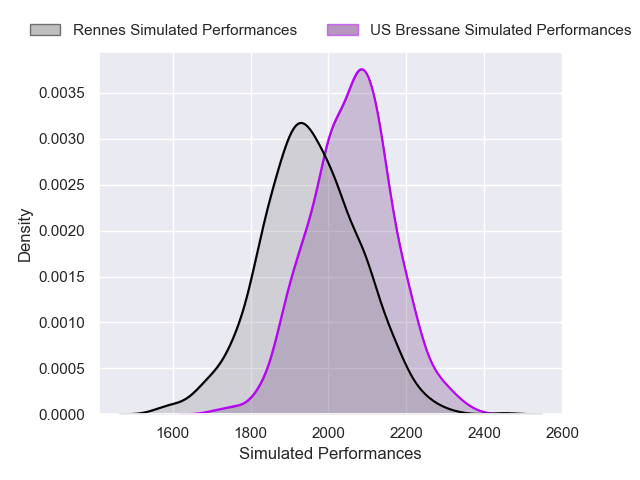 Rennes Simulated Performances US Bressane Simulated Performances
0.0035
0.0030
0.0025
0.0020
0.0015
0.0010
0.0005
0.0000
Density
1600 1800 2000 2200 2400 2600
Simulated Performances